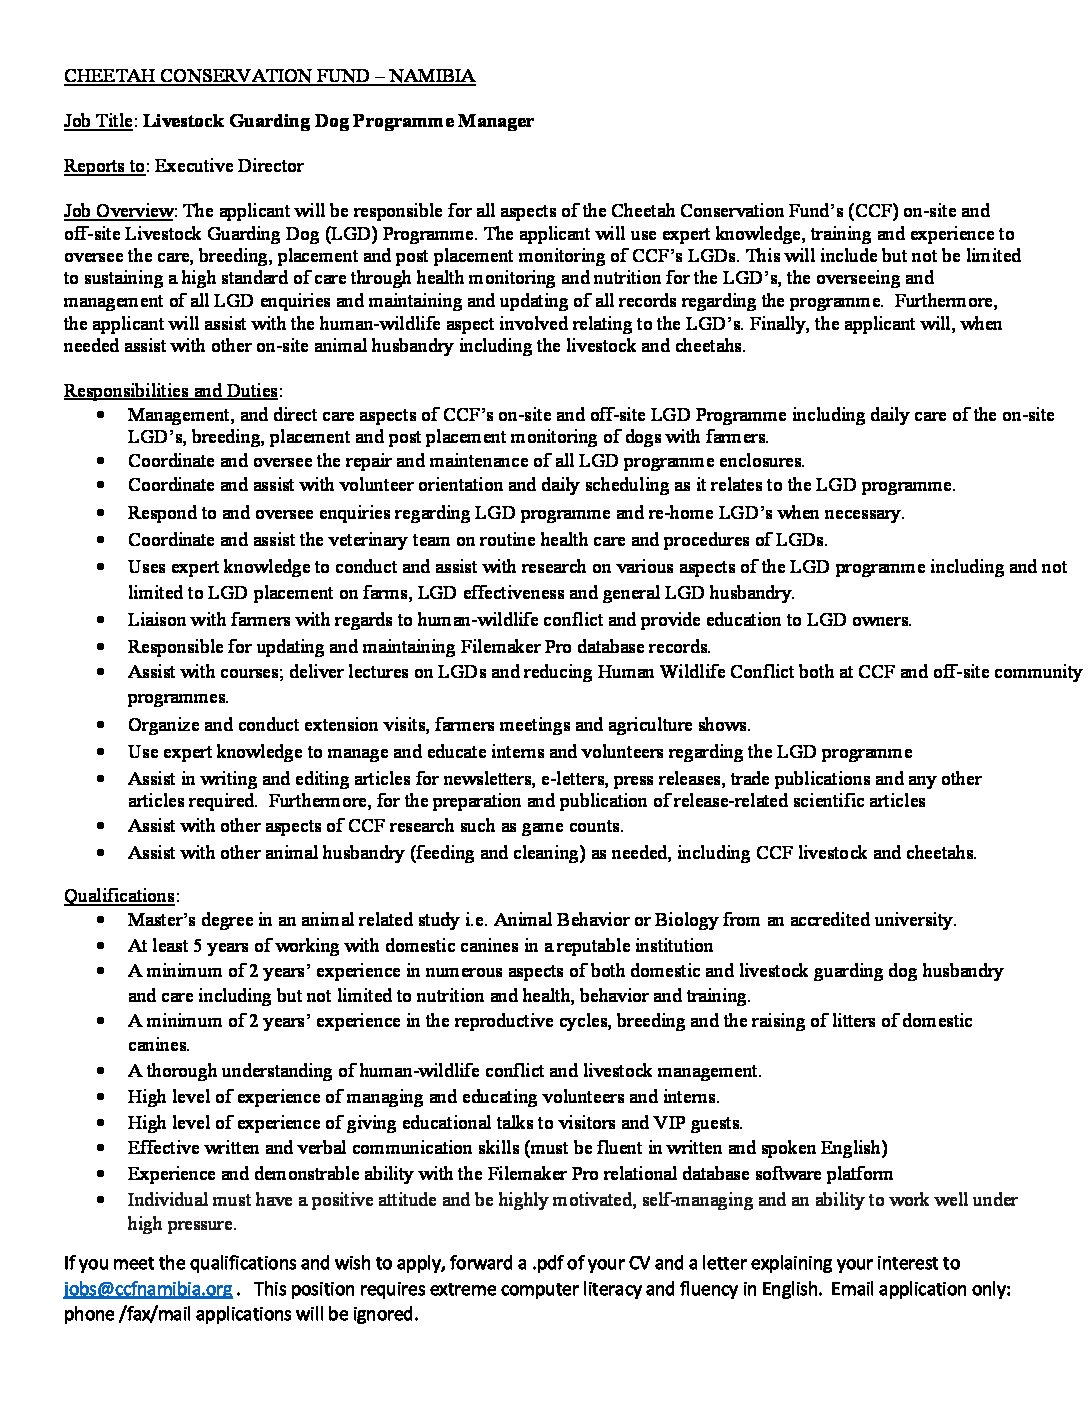 CHEETAH CONSERVATION FUND – NAMIBIA
Job Title: Livestock Guarding Dog Programme Manager
Reports to: Executive Director
Job Overview: The applicant will be responsible for all aspects of the Cheetah Conservation Fund’s (CCF) on-site and
off-site Livestock Guarding Dog (LGD) Programme. The applicant will use expert knowledge, training and experience to
oversee the care, breeding, placement and post placement monitoring of CCF’s LGDs. This will include but not be limited
to sustaining a high standard of care through health monitoring and nutrition for the LGD’s, the overseeing and
management of all LGD enquiries and maintaining and updating of all records regarding the programme.  Furthermore,
the applicant will assist with the human-wildlife aspect involved relating to the LGD’s. Finally, the applicant will, when
needed assist with other on-site animal husbandry including the livestock and cheetahs.
Responsibilities and Duties:
• Management, and direct care aspects of CCF’s on-site and off-site LGD Programme including daily care of the on-site
LGD’s, breeding, placement and post placement monitoring of dogs with farmers.
• Coordinate and oversee the repair and maintenance of all LGD programme enclosures.
• Coordinate and assist with volunteer orientation and daily scheduling as it relates to the LGD programme.
• Respond to and oversee enquiries regarding LGD programme and re-home LGD’s when necessary.
• Coordinate and assist the veterinary team on routine health care and procedures of LGDs.
• Uses expert knowledge to conduct and assist with research on various aspects of the LGD programme including and not
limited to LGD placement on farms, LGD effectiveness and general LGD husbandry.
• Liaison with farmers with regards to human-wildlife conflict and provide education to LGD owners.
• Responsible for updating and maintaining Filemaker Pro database records.
• Assist with courses; deliver lectures on LGDs and reducing Human Wildlife Conflict both at CCF and off-site community
programmes.
• Organize and conduct extension visits, farmers meetings and agriculture shows.
• Use expert knowledge to manage and educate interns and volunteers regarding the LGD programme
• Assist in writing and editing articles for newsletters, e-letters, press releases, trade publications and any other
articles required.  Furthermore, for the preparation and publication of release-related scientific articles
• Assist with other aspects of CCF research such as game counts.
• Assist with other animal husbandry (feeding and cleaning) as needed, including CCF livestock and cheetahs.
Qualifications:
• Master’s degree in an animal related study i.e. Animal Behavior or Biology from an accredited university.
• At least 5 years of working with domestic canines in a reputable institution
• A minimum of 2 years’ experience in numerous aspects of both domestic and livestock guarding dog husbandry
and care including but not limited to nutrition and health, behavior and training.
• A minimum of 2 years’ experience in the reproductive cycles, breeding and the raising of litters of domestic
canines.
• A thorough understanding of human-wildlife conflict and livestock management.
• High level of experience of managing and educating volunteers and interns.
• High level of experience of giving educational talks to visitors and VIP guests.
• Effective written and verbal communication skills (must be fluent in written and spoken English)
• Experience and demonstrable ability with the Filemaker Pro relational database software platform
• Individual must have a positive attitude and be highly motivated, self-managing and an ability to work well under
high pressure.
If you meet the qualifications and wish to apply, forward a .pdf of your CV and a letter explaining your interest to
jobs@ccfnamibia.org .   This position requires extreme computer literacy and fluency in English.  Email application only:
phone /fax/mail applications will be ignored.